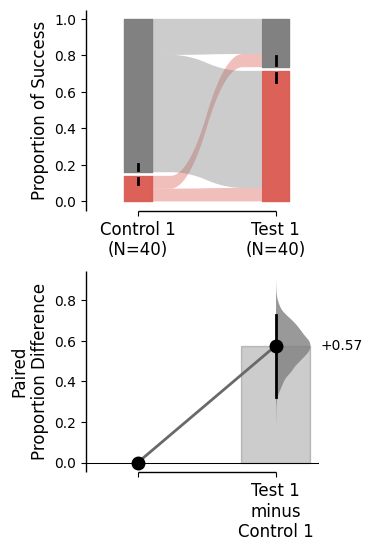 1.0
0.8
0.6
0.4
0.2
0.0
Proportion of Success
Control 1
(N=40)
Test 1
(N=40)
0.8
0.6
0.4
0.2
0.0
Paired
Proportion Difference
+0.57
Test 1
minus
Control 1